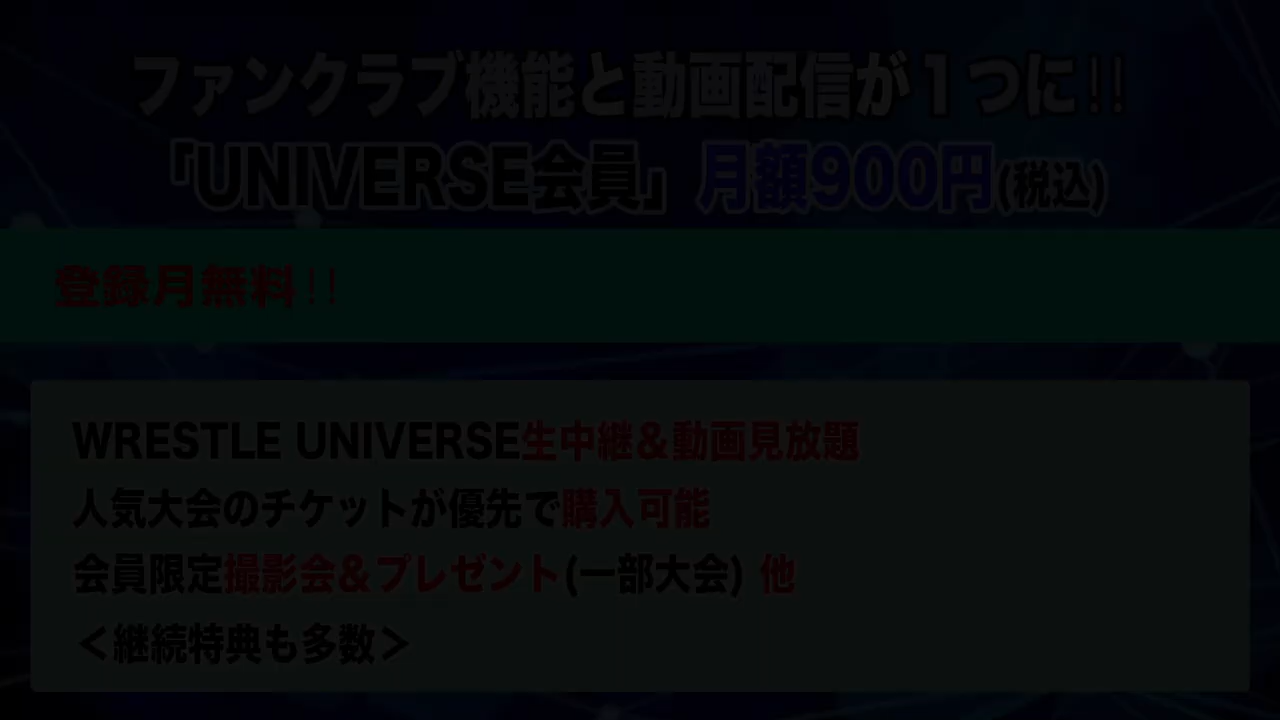 ファンクラブ機能と動画配信が１つに!!
「UNIVERSE会員」月額900円(税込)
登録月無料!!
WRESTLE UNIVERSE生中継＆動画見放題
人気大会のチケットが優先で購入可能
会員限定撮影会＆プレゼント(一部大会) 他
＜継続特典も多数＞